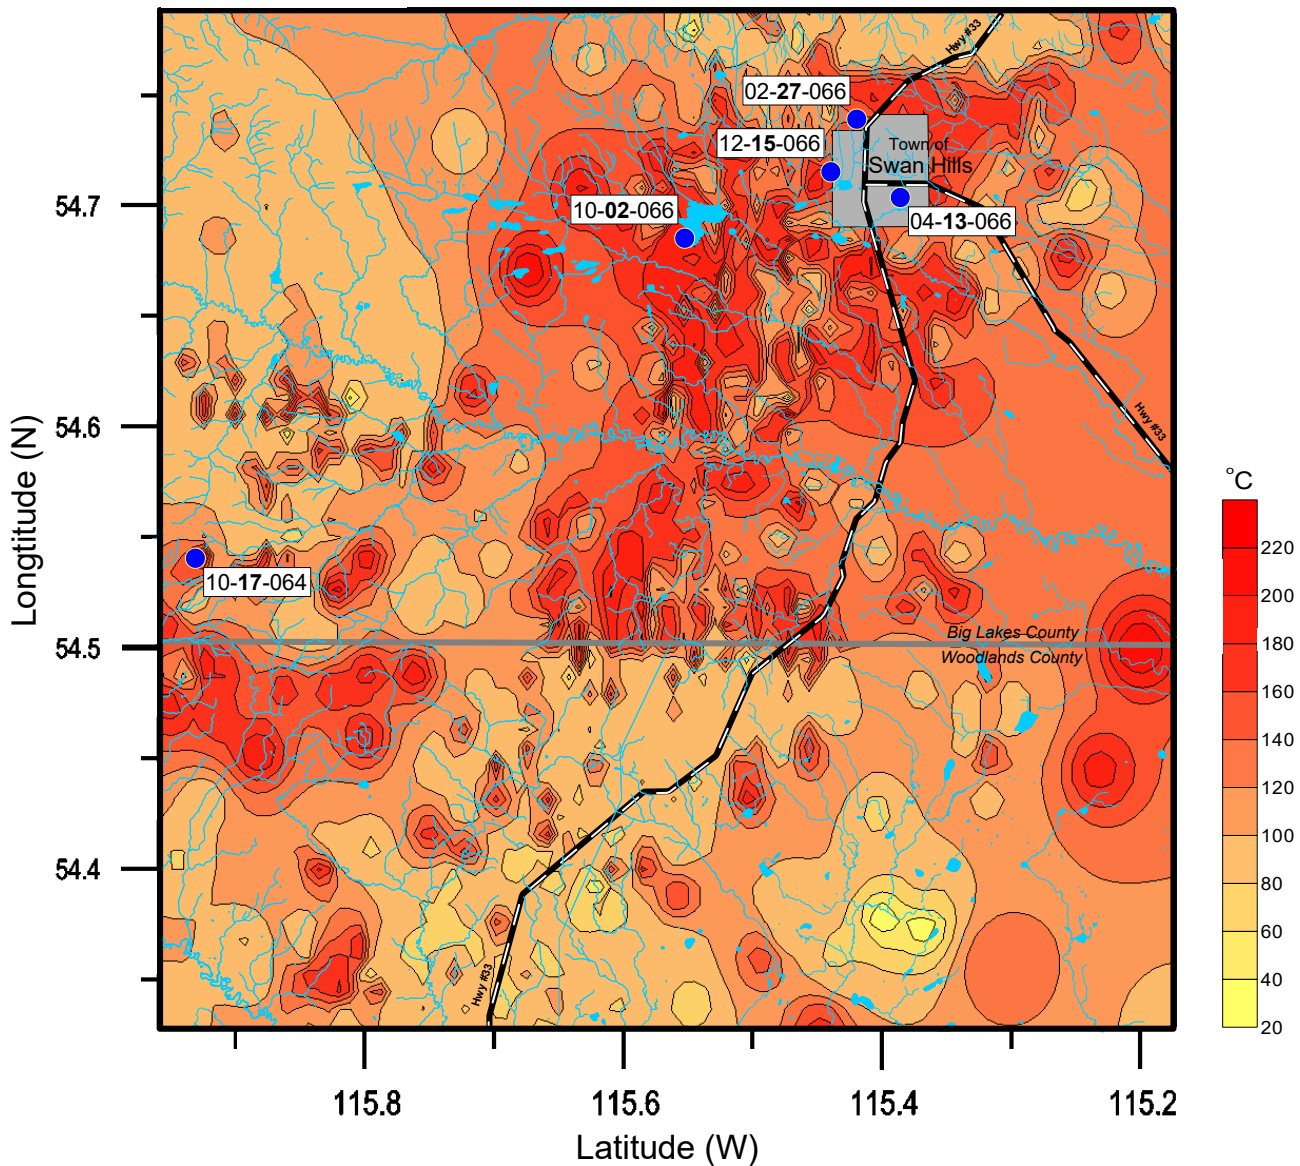 Hwy #33
02-27-066
12-15-066
Town of
Swan Hills
10-02-066
04-13-066
54.7
54.6
Hwy #33
°C
10-17-064
220
200
Big Lakes County
54.5
Woodlands County
180
160
140
120
100
54.4
80
60
40
Hwy #33
20
115.8
115.6
115.4
115.2
Longtitude (N)
Latitude (W)